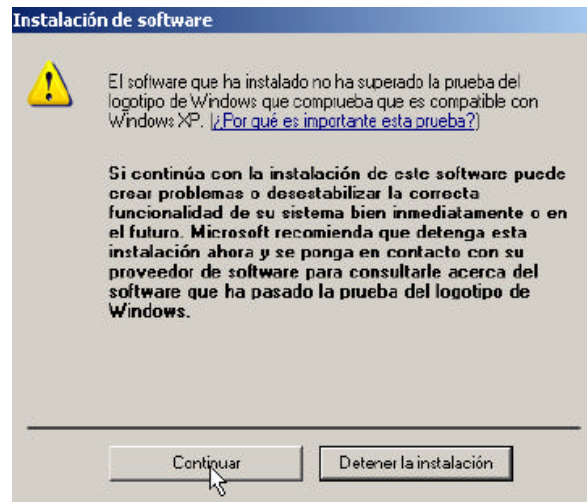 Instalación de software
El software que ha instalado no ha superado la prueba del
logotipo de Windows que comprueba que es compatible con
Windows XP. (¿Por qué es importante esta prueba?)
Si continúa con la instalación de este software puede
crear problemas o desestabilizar la correcta
funcionalidad de su sistema bien inmediatamente o en
el futuro. Microsoft recomienda que detenga esta
instalación ahora y se ponga en contacto con su
proveedor de software para consultarle acerca del
software que ha pasado la prueba del logotipo de
Windows.
Continuar
Detener la instalación